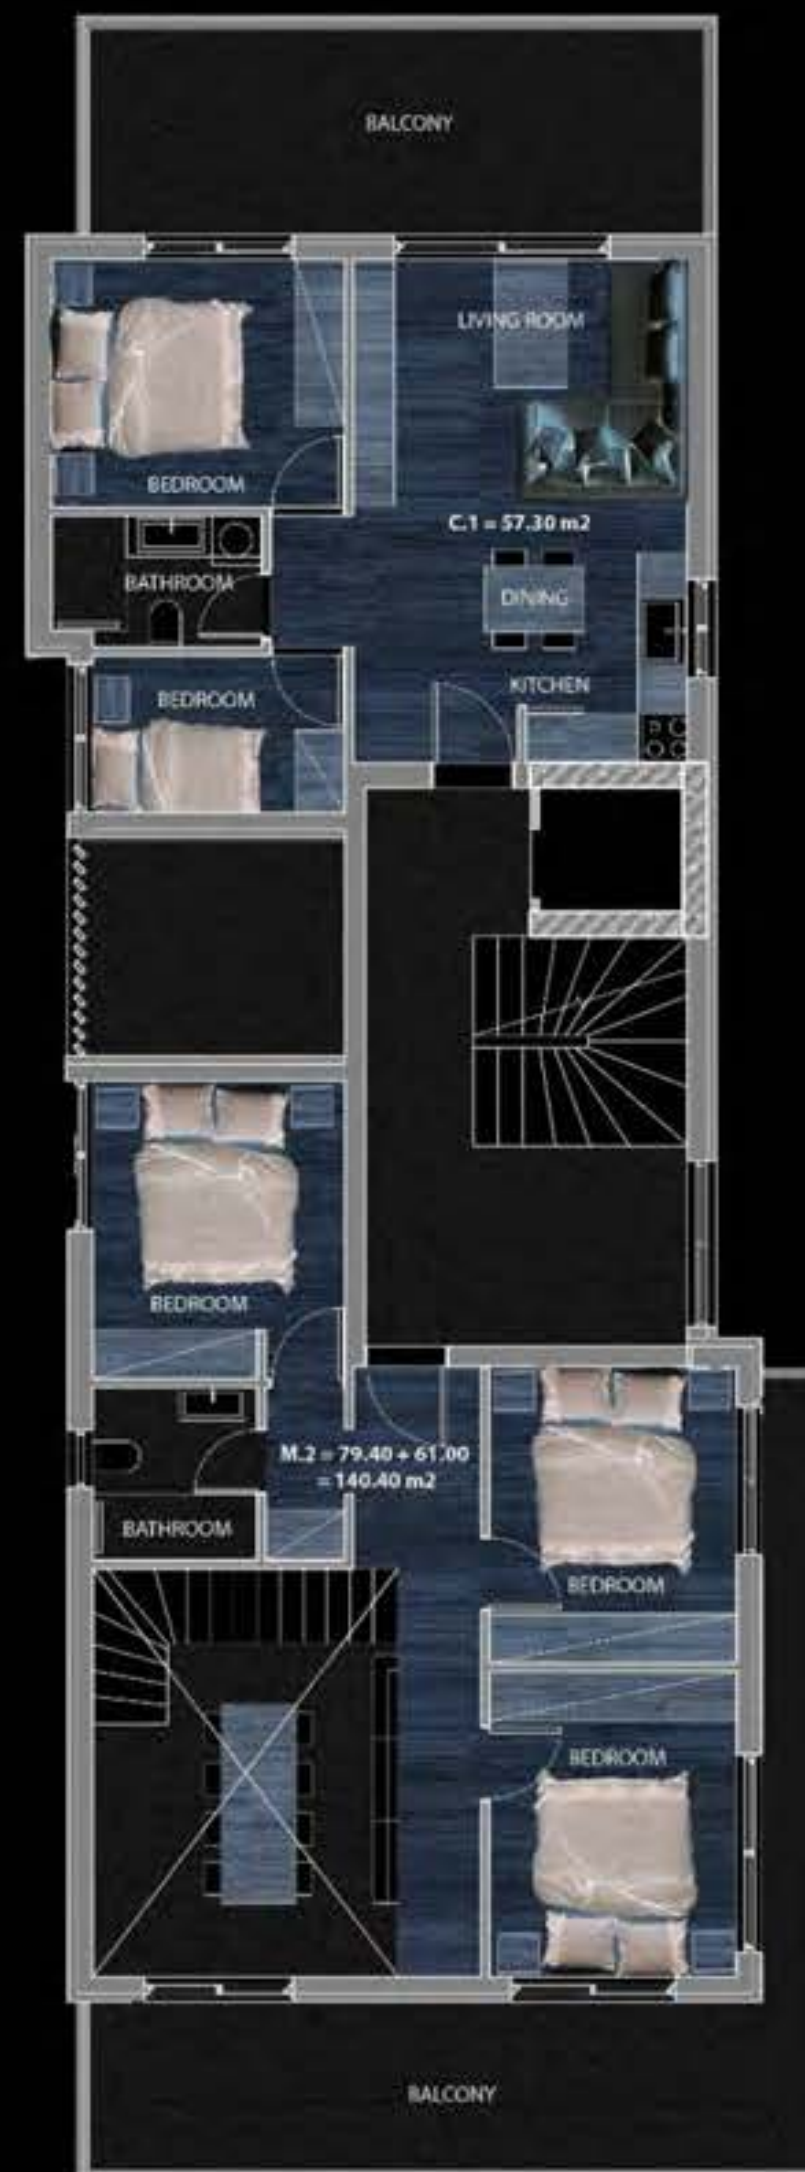 BALCONY
LIVING ROOM
BEDROOM
C.1 = 57.30 m2
BATHROOM
DINING
KITCHEN
BEDROOM
BEDROOM
M.2 = 79.40 + 61.00
= 140.40 m2
BATHROOM
BEDROOM
BEDROOM
BALCONY